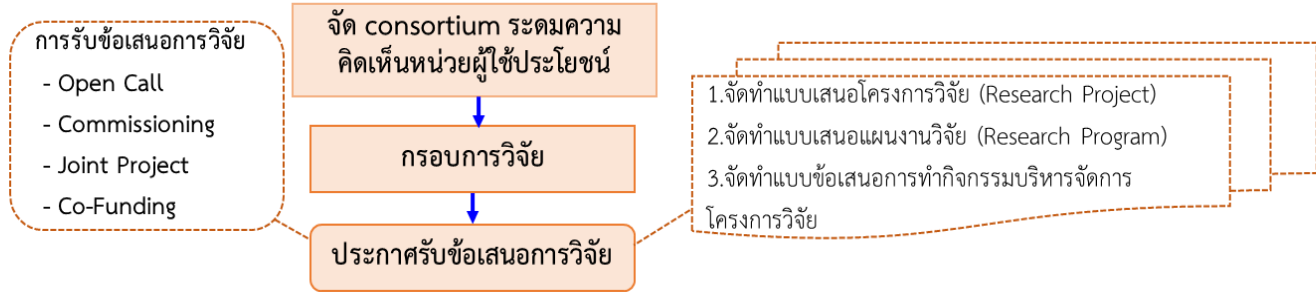 การรับข้อเสนอการวิจัย
- Open Call
- Commissioning
- Joint Project
- Co-Funding
จัด consortium ระดมความ
คิดเห็นหน่วยผู้ใช้ประโยชน์
กรอบการวิจัย
ประกาศรับข้อเสนอการวิจัย
1.จัดทำแบบเสนอโครงการวิจัย (Research Project)
2.จัดทำแบบเสนอแผนงานวิจัย (Research Program)
3.จัดทำแบบข้อเสนอการทำกิจกรรมบริหารจัดการ
โครงการวิจัย